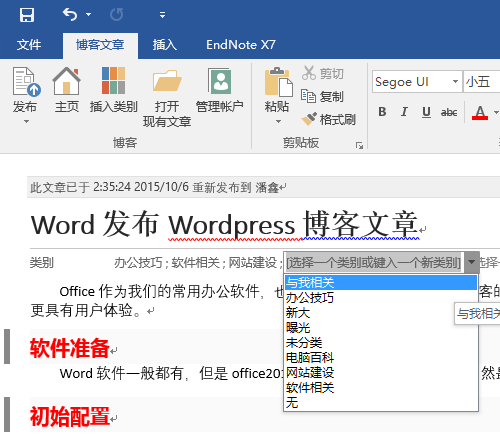 文件 博客文章 插入 EndNote X7
剪切
Segoe UI 小五
复制
发布 主页 插入类别 打开 管理帐户 粘贴
现有文章
格式刷
B I U abc A
博客 剪贴板
此文章已于 2:35:24 2015/10/6 重新发布到 潘鑫
Word 发布 Wordpress 博客文章
类别 办公技巧 ; 软件相关 ; 网站建设 ; [选择一个类别或键入一个新类别] 选择一
与我相关
Office 作为我们的常用办公软件，也 客的
办公技巧
更具有用户体验。
新大
与我相关
曝光
软件准备
未分类
电脑百科
Word 软件一般都有，但是 office201 然是
网站建设
软件相关
无
初始配置